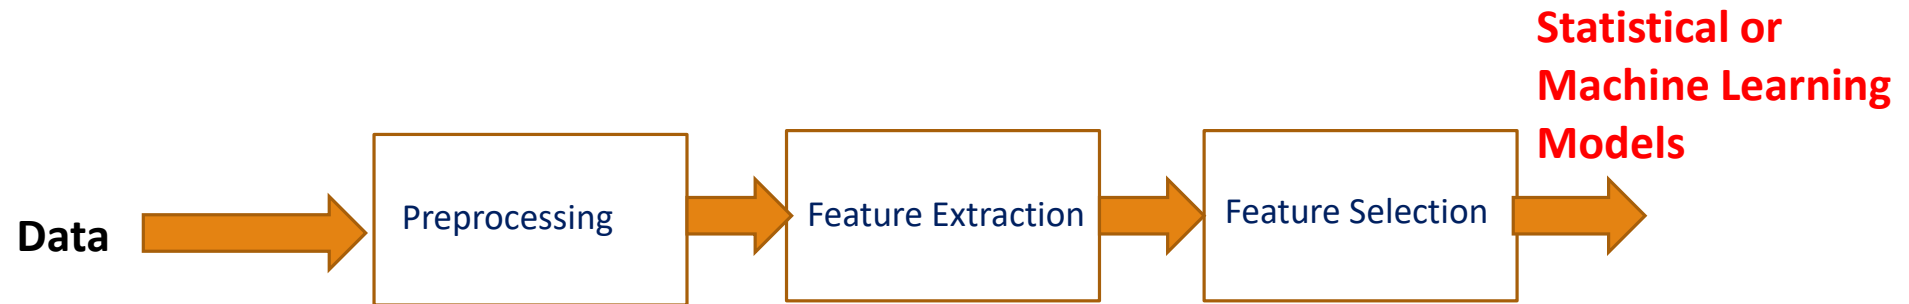 Statistical or
Machine Learning
Models
Data
Preprocessing
Feature Extraction
Feature Selection